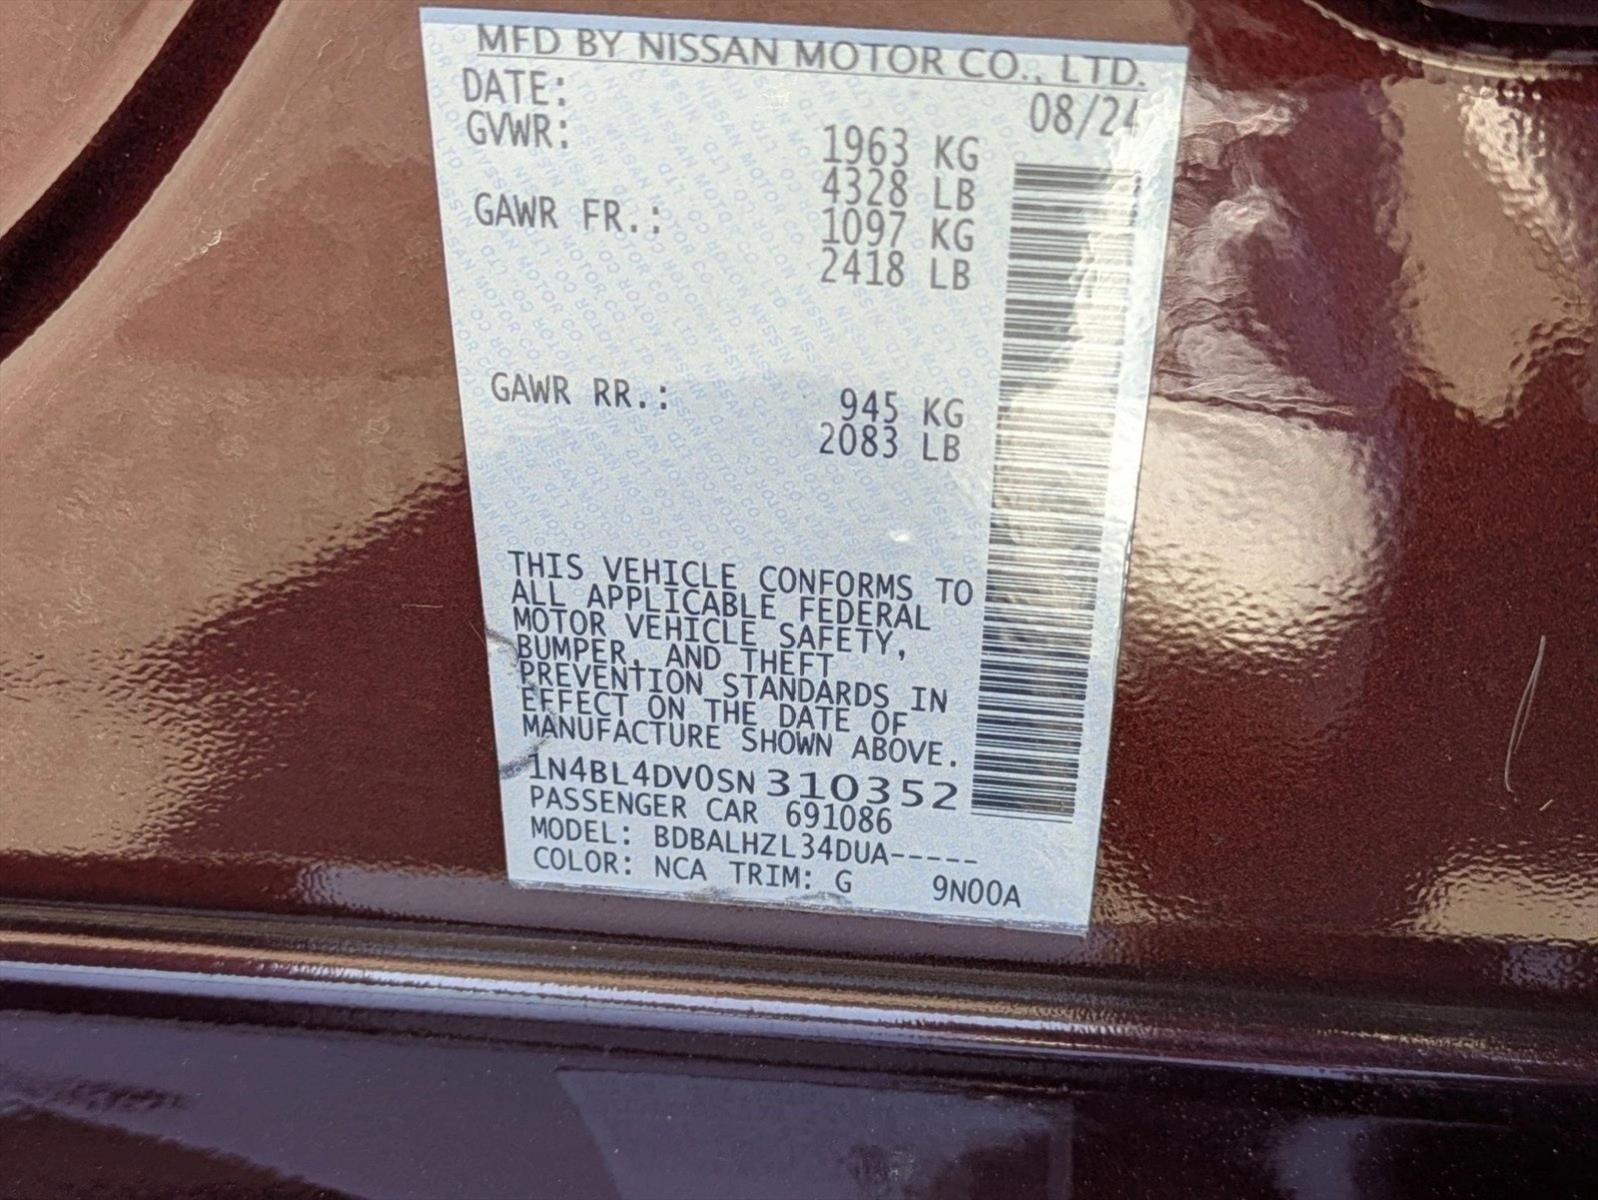 MFD BY NISSAN MOTOR CO., LTD.
DATE: 08/24
GVWR: 1963 KG
4328 LB
GAWR FR.: 1097 KG
2418 LB
GAWR RR.: 945 KG
2083 LB
THIS VEHICLE CONFORMS TO
ALL APPLICABLE FEDERAL
MOTOR VEHICLE SAFETY,
BUMPER, AND THEFT
PREVENTION STANDARDS IN
EFFECT ON THE DATE OF
MANUFACTURE SHOWN ABOVE.
1N4BL4DV0SN310352
PASSENGER CAR 691086
MODEL: BDBALHZL34DUA-----
COLOR: NCA TRIM: G 9N00A